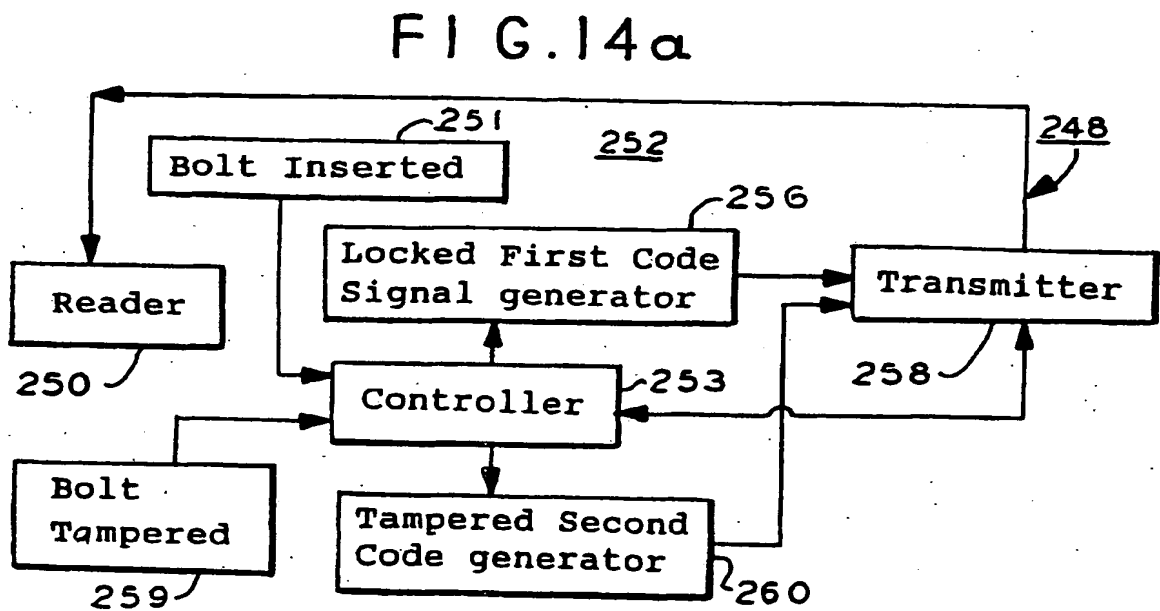 FIG.14a
251
252
248
Bolt Inserted
256
Locked First Code
Signal generator
Transmitter
Reader
250
258
253
Controller
Bolt
Tampered
259
Tampered Second
Code generator
260